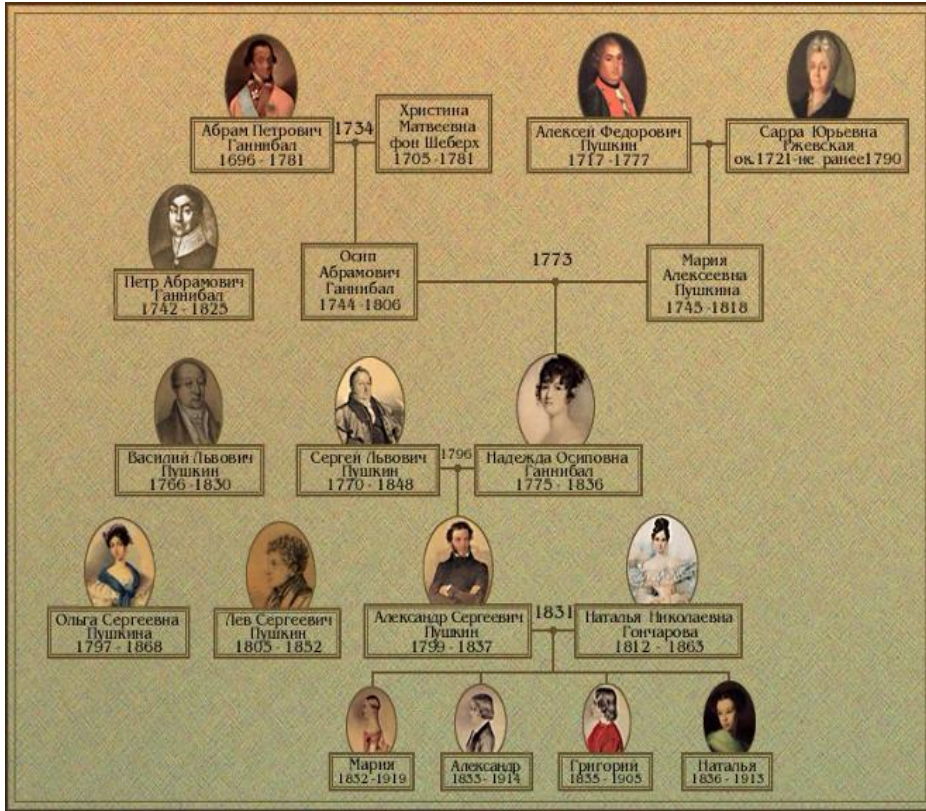 Абрам Петрович
Ганнибал
1696 - 1781
1734
Христина
Матвеевна
фон Шеберх
1705 -1781
Алексей Федорович
Пушкин
1717 -1777
Сарра Юрьевна
Ржевская
ок.1721-не ранее1790
Петр Абрамович
Ганнибал
1742 - 1825
Осип
Абрамович
Ганнибал
1744 - 1806
1773
Мария
Алексеевна
Пушкина
1745 -1818
Василий Львович
Пушкин
1766 -1830
Сергей Львович
Пушкин
1770 - 1848
1796
Надежда Осиповна
Ганнибал
1775 - 1836
Ольга Сергеевна
Пушкина
1797 - 1868
Лев Сергеевич
Пушкин
1805 - 1852
Александр Сергеевич
Пушкин
1799 - 1837
1831
Наталья Николаевна
Гончарова
1812 - 1863
Мария
1832-1919
Александр
1833- 1914
Григорий
1835 -1905
Наталья
1836 -1913